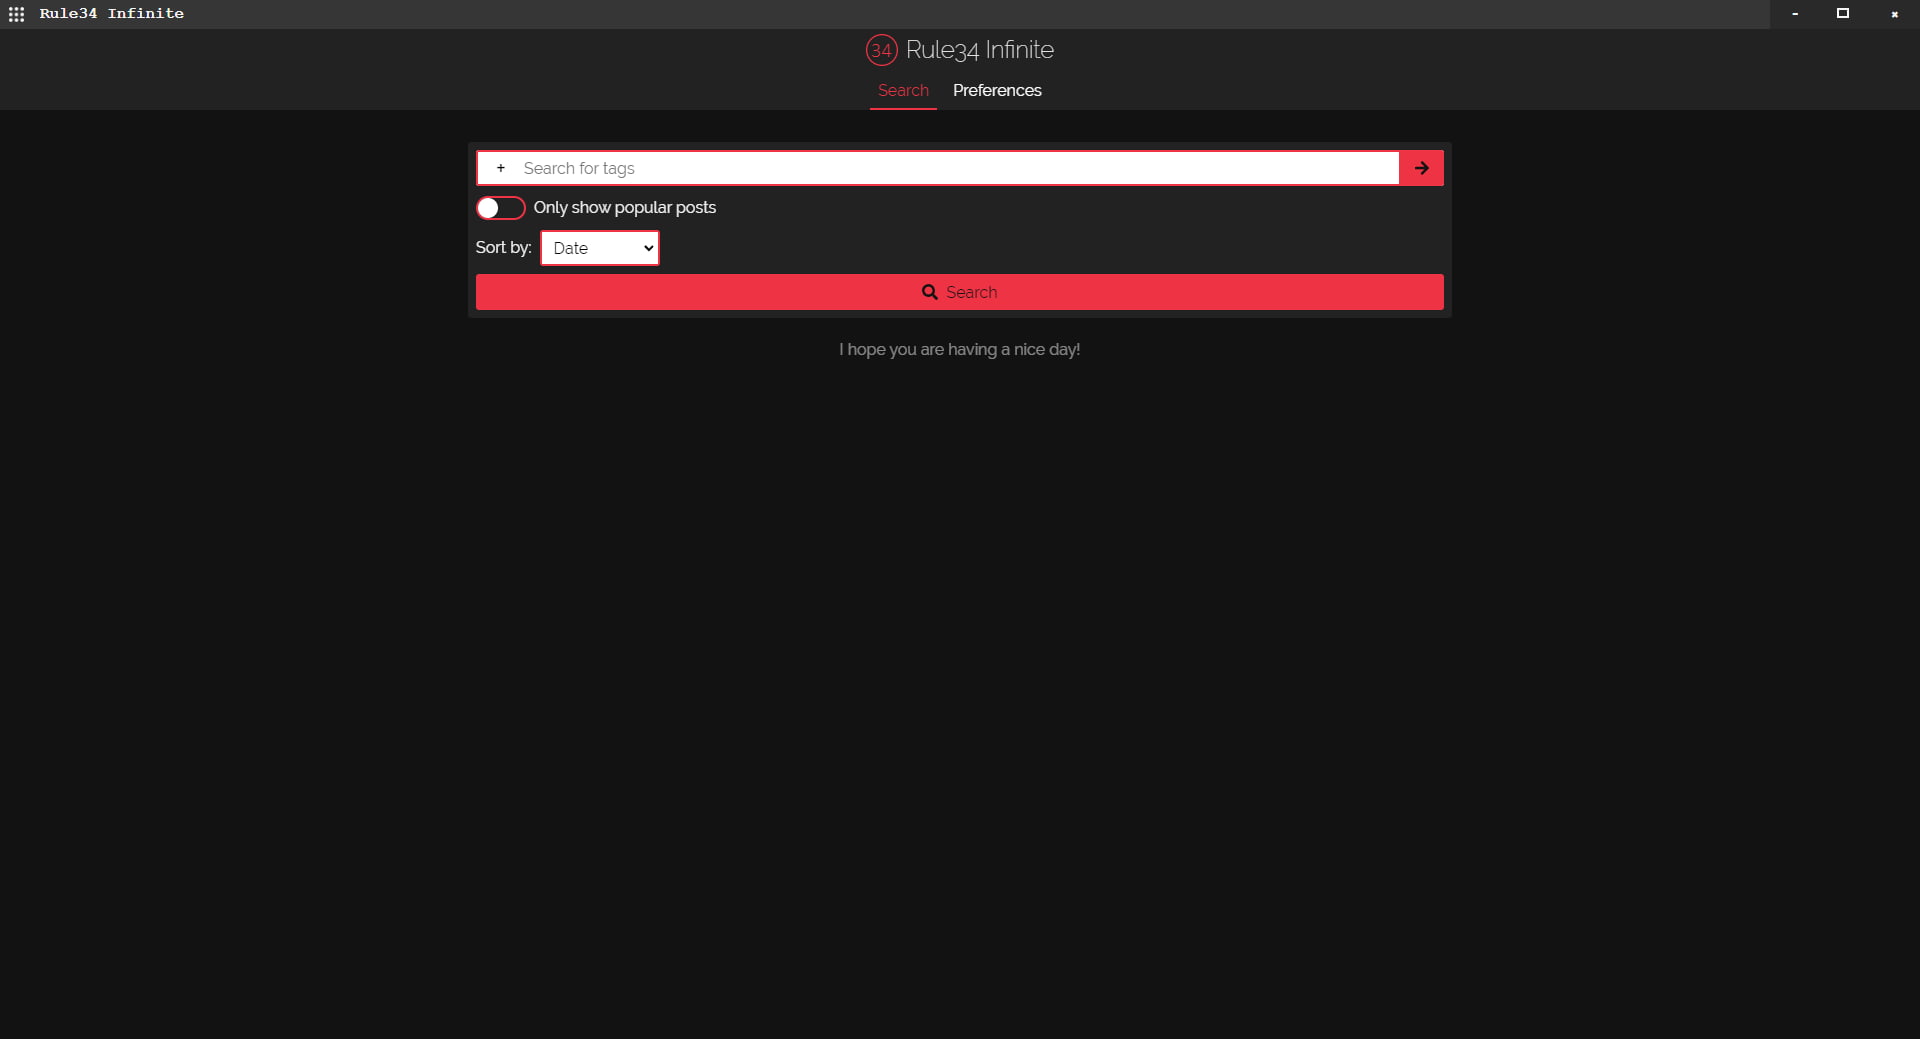 Rule34 Infinite
34 Rule34 Infinite
Search Preferences
+ Search for tags
Only show popular posts
Sort by: Date
Search
I hope you are having a nice day!